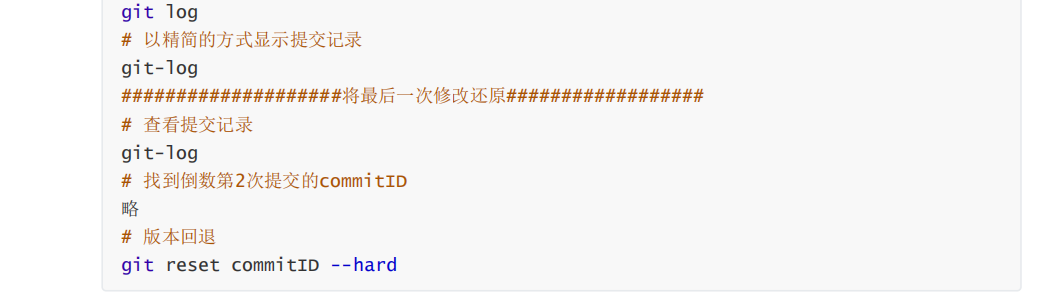 git log
# 以精简的方式显示提交记录
git-log
####################将最后一次修改还原##################
# 查看提交记录
git-log
# 找到倒数第2次提交的commitID
略
# 版本回退
git reset commitID --hard